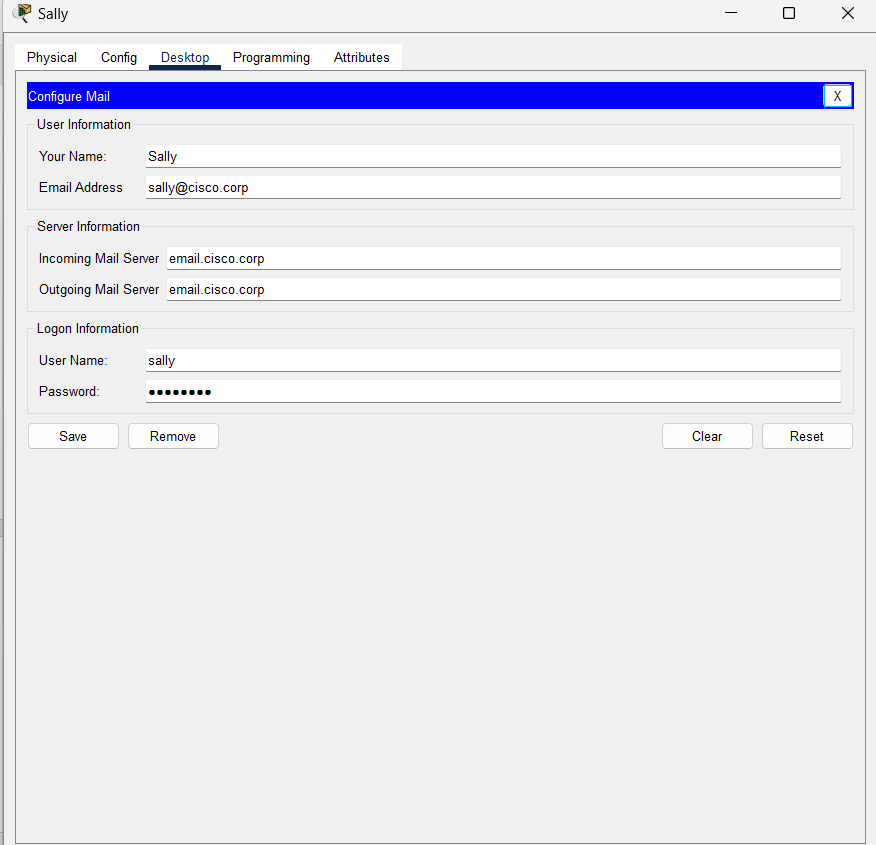 Sally
Physical Config Desktop Programming Attributes
Configure Mail X
User Information
Your Name: Sally
Email Address sally@cisco.corp
Server Information
Incoming Mail Server email.cisco.corp
Outgoing Mail Server email.cisco.corp
Logon Information
User Name: sally
Password: ●●●●●●●●
Save Remove Clear Reset